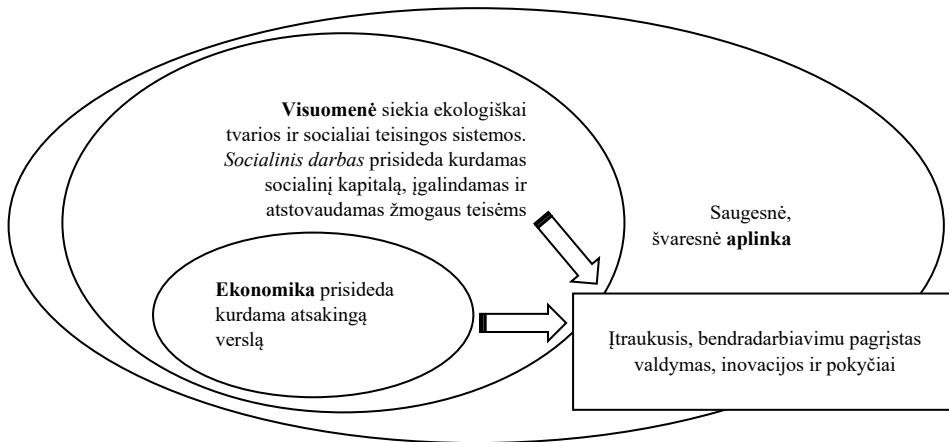 Visuomenė siekia ekologiškai
tvarios ir socialiai teisingos sistemos.
Socialinis darbas prisideda kurdamas
socialinį kapitalą, įgalindamas ir
atstovaudamas žmogaus teisėms
Saugesnė,
švaresnė aplinka
Ekonomika prisideda
kurdama atsakingą
verslą
Įtraukusis, bendradarbiavimu pagrįstas
valdymas, inovacijos ir pokyčiai